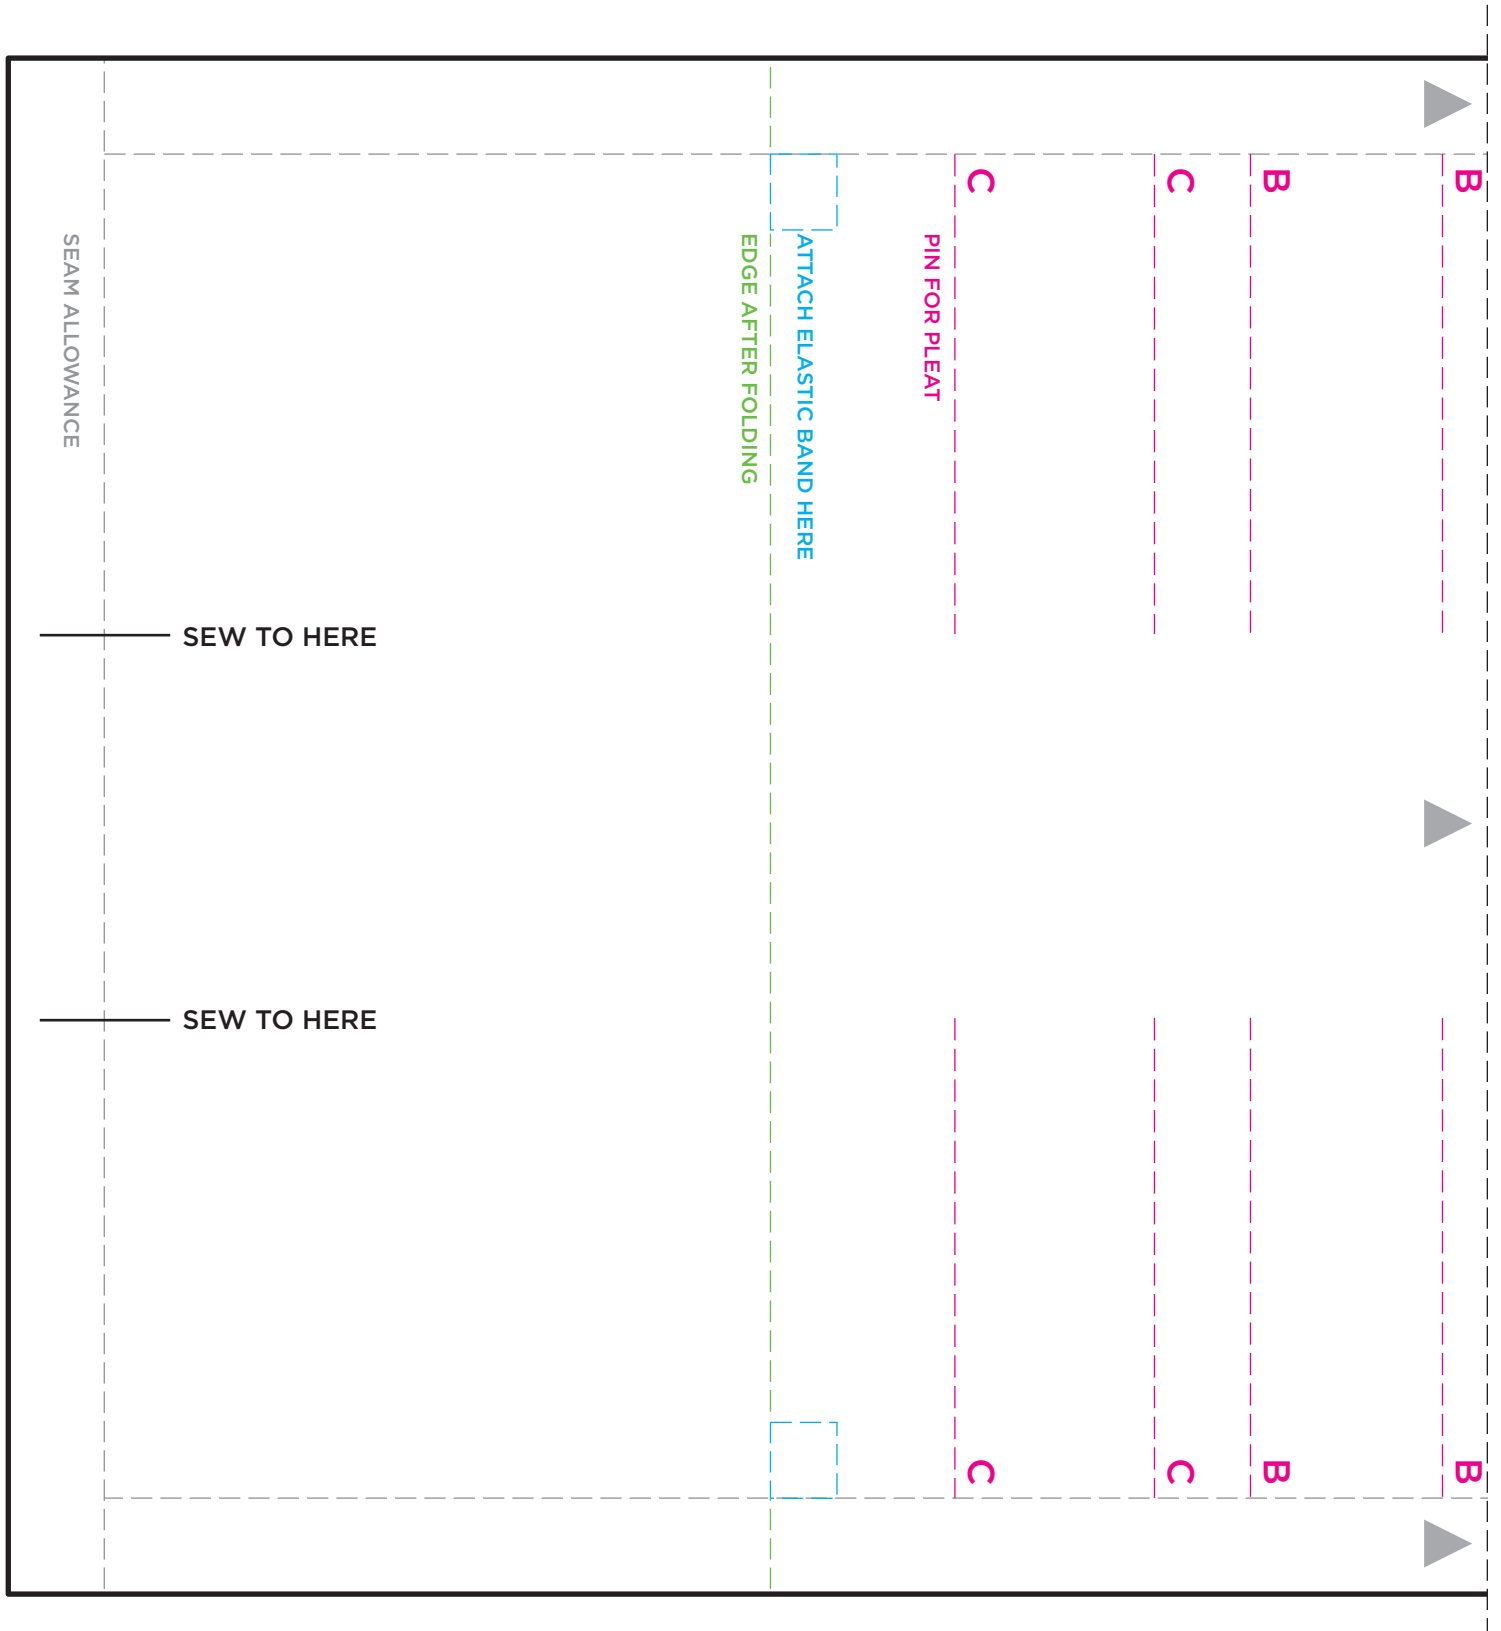 C
C
B
B
SEAM ALLOWANCE
EDGE AFTER FOLDING
ATTACH ELASTIC BAND HERE
PIN FOR PLEAT
SEW TO HERE
SEW TO HERE
C
C
B
B